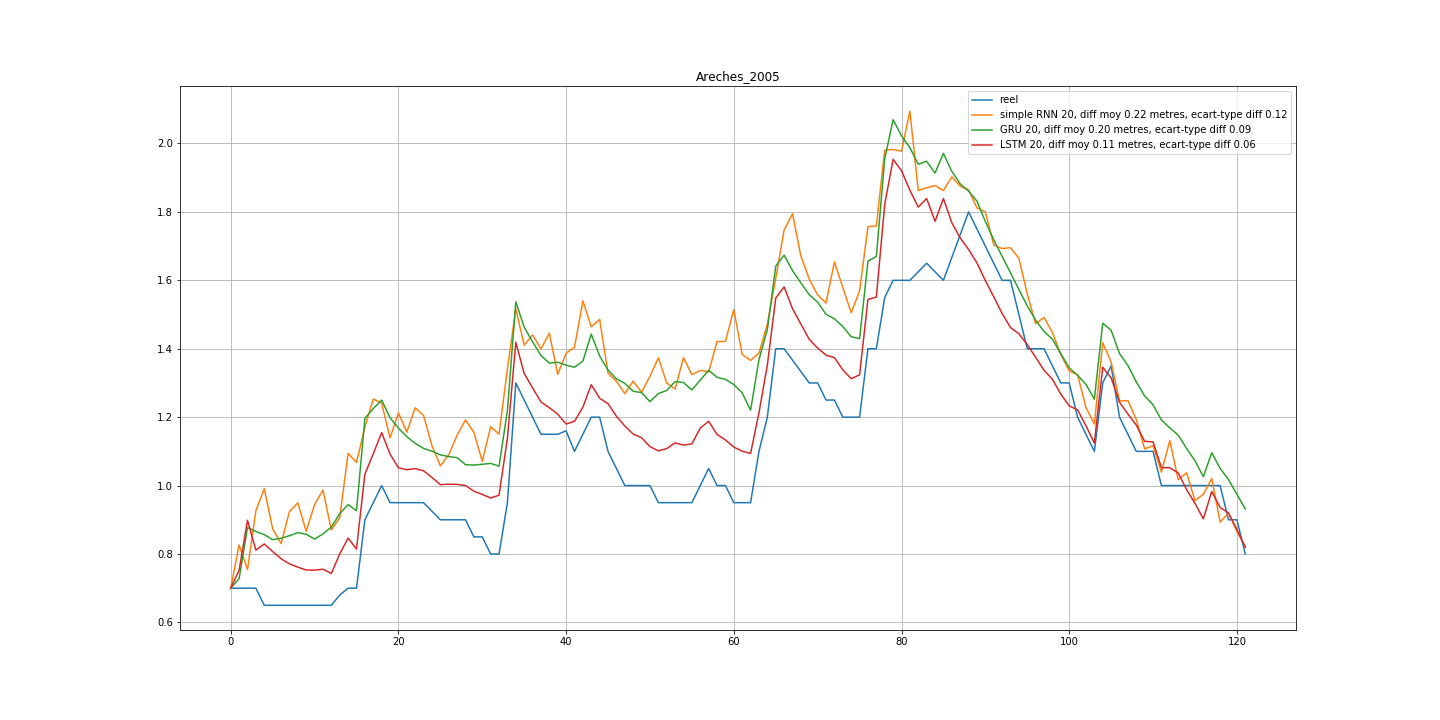 Areches_2005
reel
simple RNN 20, diff moy 0.22 metres, ecart-type diff 0.12
GRU 20, diff moy 0.20 metres, ecart-type diff 0.09
LSTM 20, diff moy 0.11 metres, ecart-type diff 0.06
2.0
1.8
1.6
1.4
1.2
1.0
0.8
0.6
0 20 40 60 80 100 120